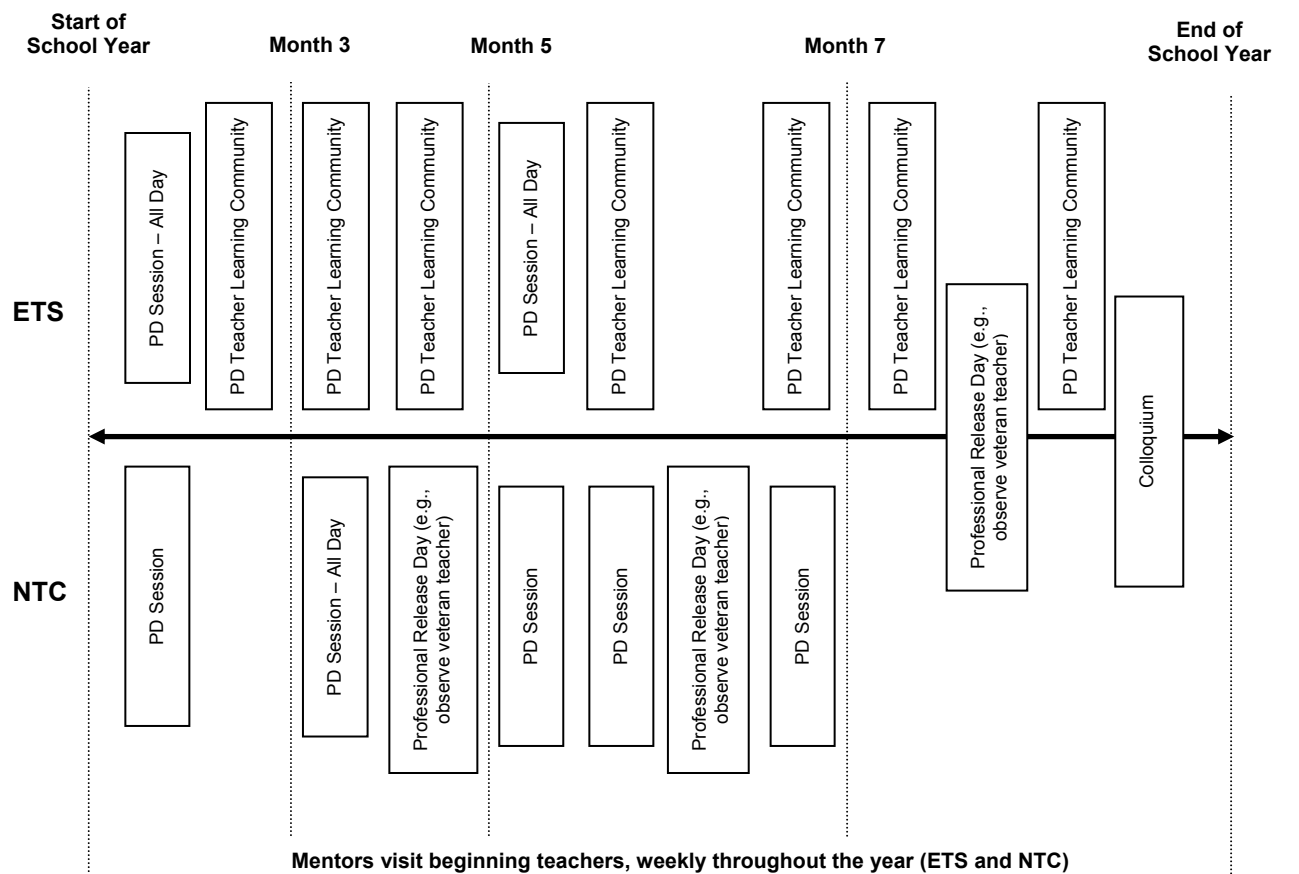 Start of
School Year
Month 3
Month 5
Month 7
End of
School Year
ETS
PD Session – All Day
PD Teacher Learning Community
PD Teacher Learning Community
PD Teacher Learning Community
PD Session – All Day
PD Teacher Learning Community
PD Teacher Learning Community
PD Teacher Learning Community
Professional Release Day (e.g.,
observe veteran teacher)
PD Teacher Learning Community
Colloquium
NTC
PD Session
PD Session – All Day
Professional Release Day (e.g.,
observe veteran teacher)
PD Session
PD Session
Professional Release Day (e.g.,
observe veteran teacher)
PD Session
Mentors visit beginning teachers, weekly throughout the year (ETS and NTC)